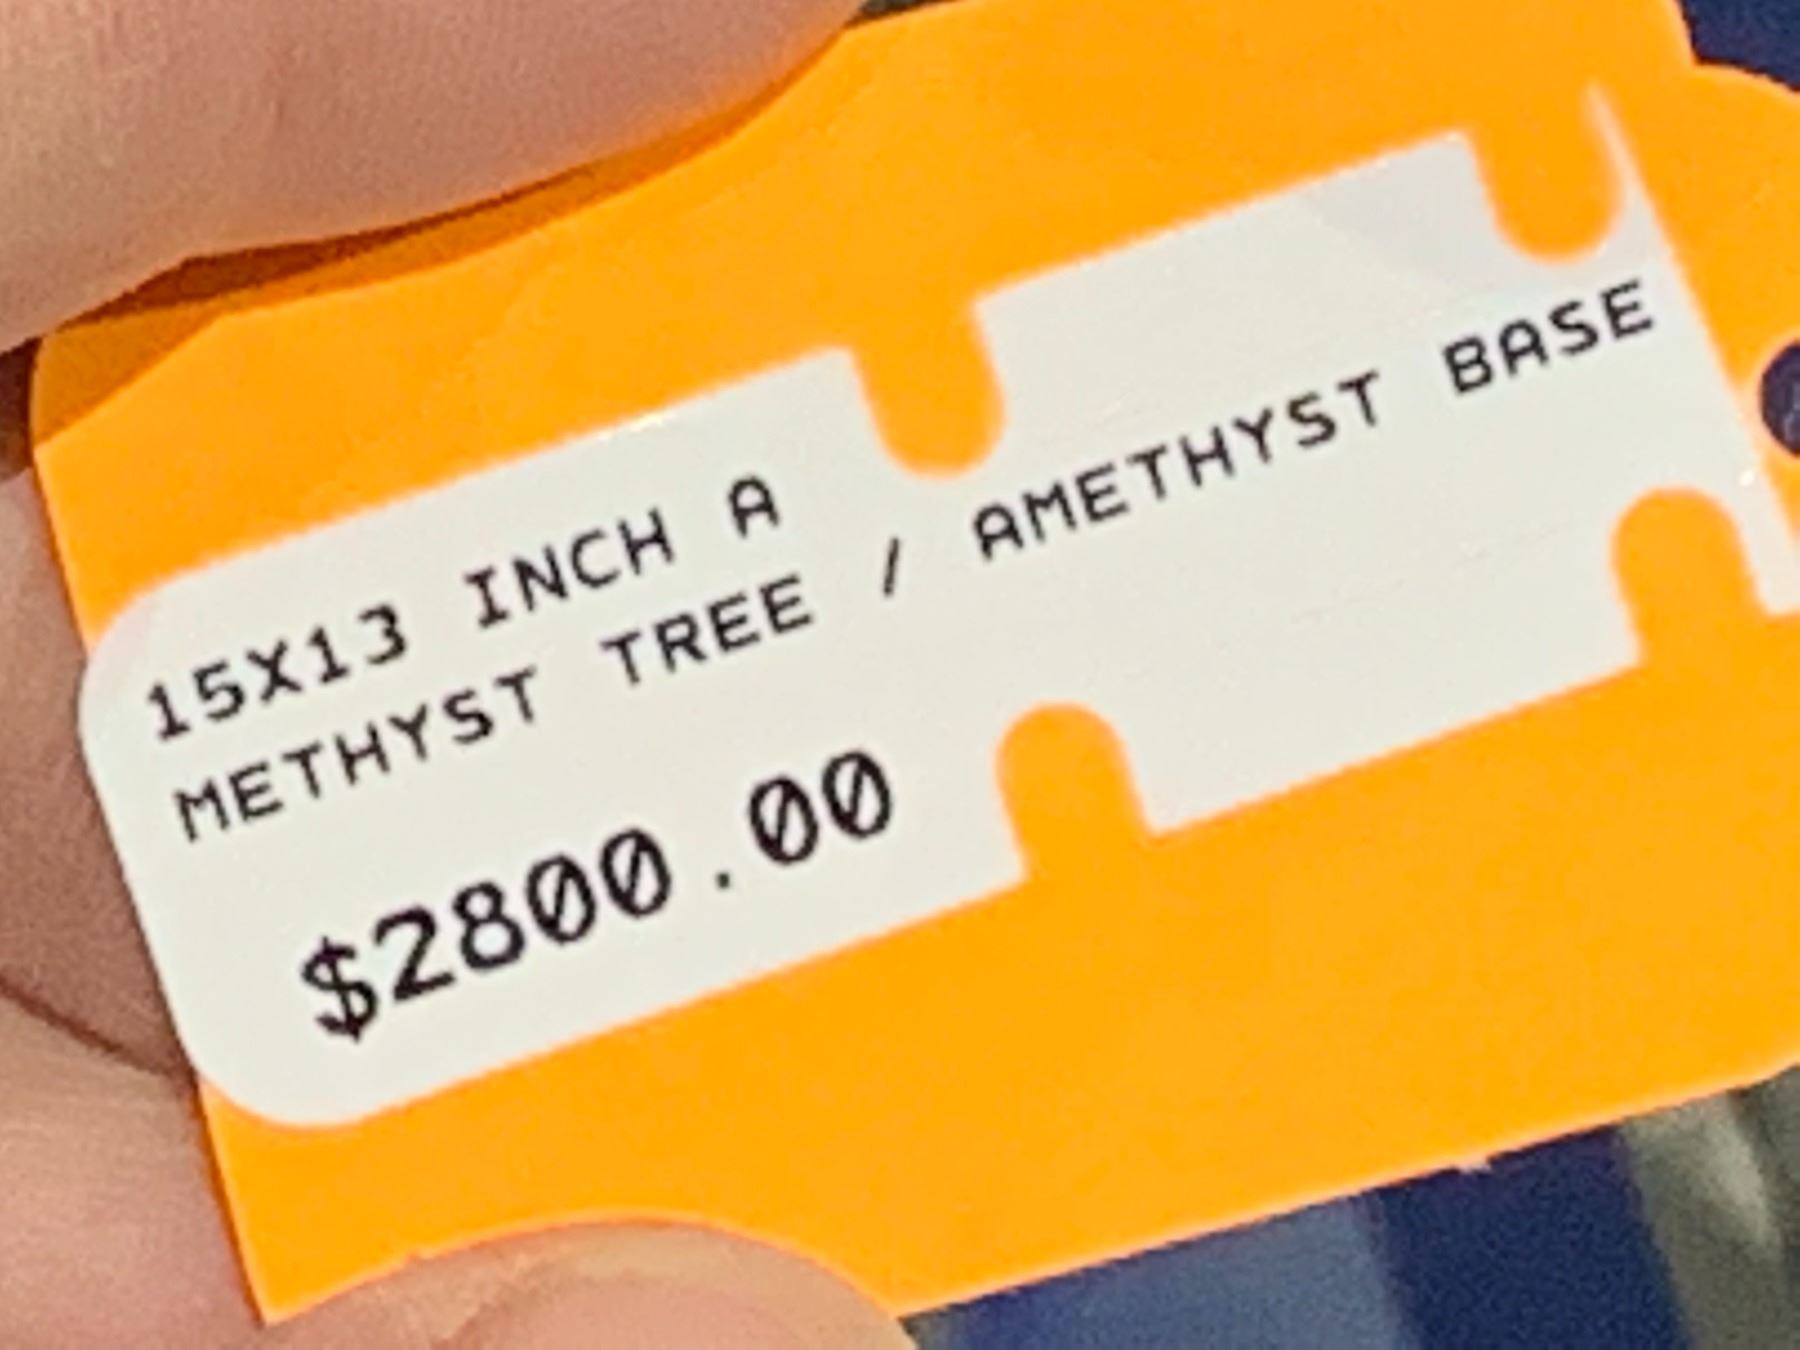 15X13 INCH A
METHYST TREE / AMETHYST BASE
$2800.00